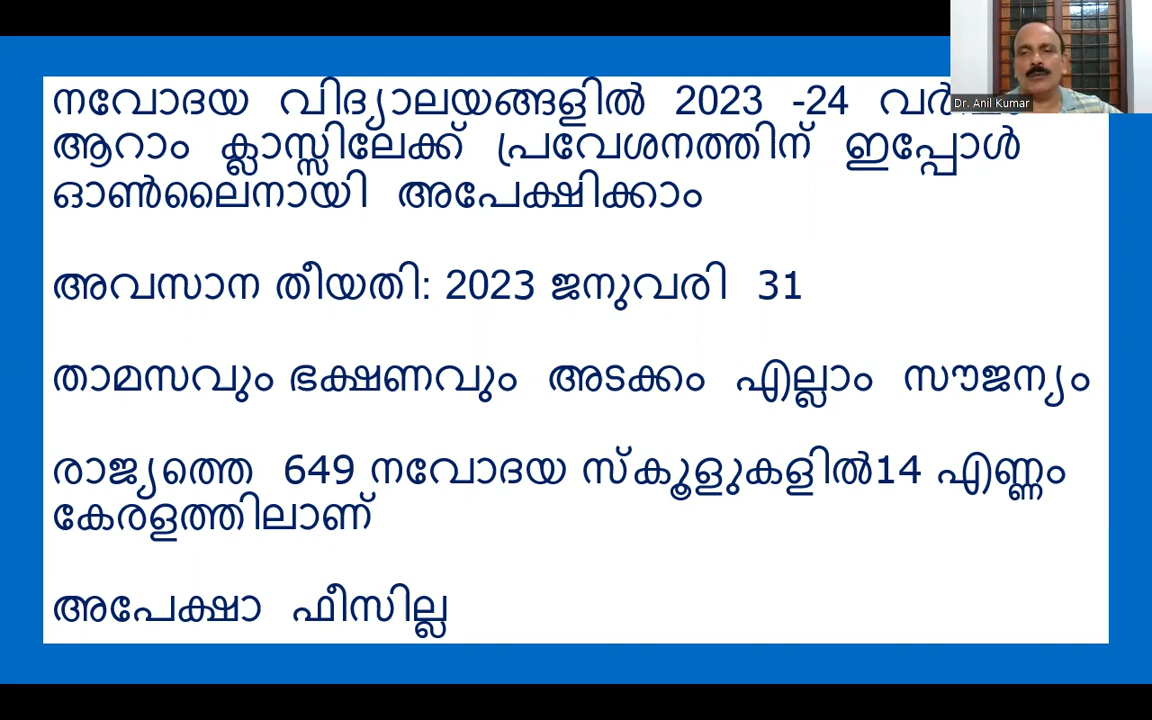 നവോദയ വിദ്യാലയങ്ങളിൽ 2023 -24
Dr. Anil Kumar
ആറാം ക്ലാസ്സിലേക്ക് പ്രവേശനത്തിന് ഇപ്പോൾ
ഓൺലൈനായി അപേക്ഷിക്കാം
അവസാന തീയതി: 2023 ജനുവരി 31
താമസവും ഭക്ഷണവും അടക്കം എല്ലാം സൗജന്യം
രാജ്യത്തെ 649 നവോദയ സ്കൂളുകളിൽ14 എണ്ണം
കേരളത്തിലാണ്
അപേക്ഷാ ഫീസില്ല